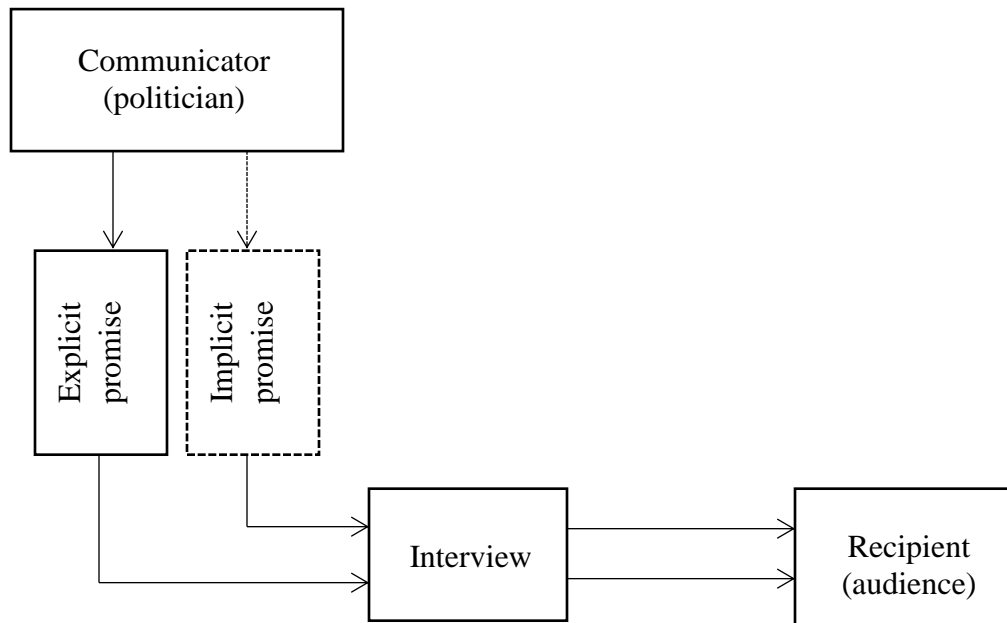 Communicator
(politician)
Explicit
promise
Implicit
promise
Interview
Recipient
(audience)